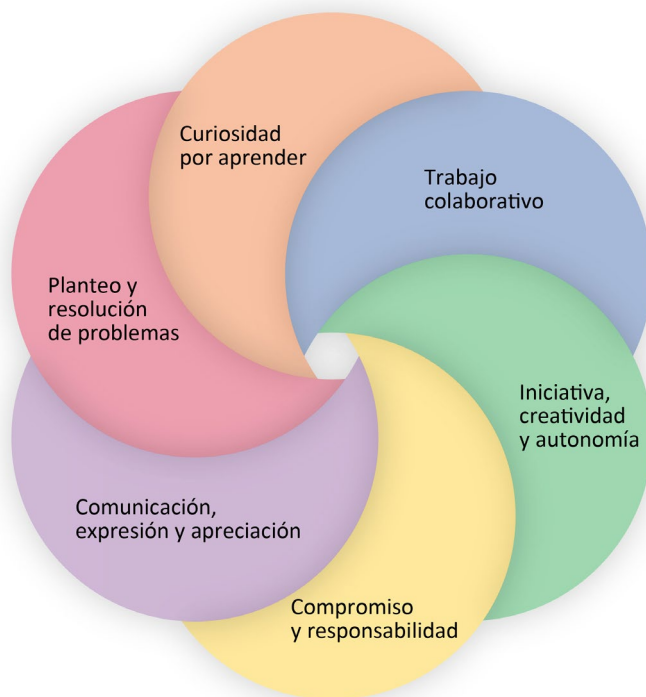 Curiosidad
por aprender
Trabajo
colaborativo
Iniciativa,
creatividad
y autonomía
Compromiso
y responsabilidad
Comunicación,
expresión y apreciación
Planteo y
resolución
de problemas